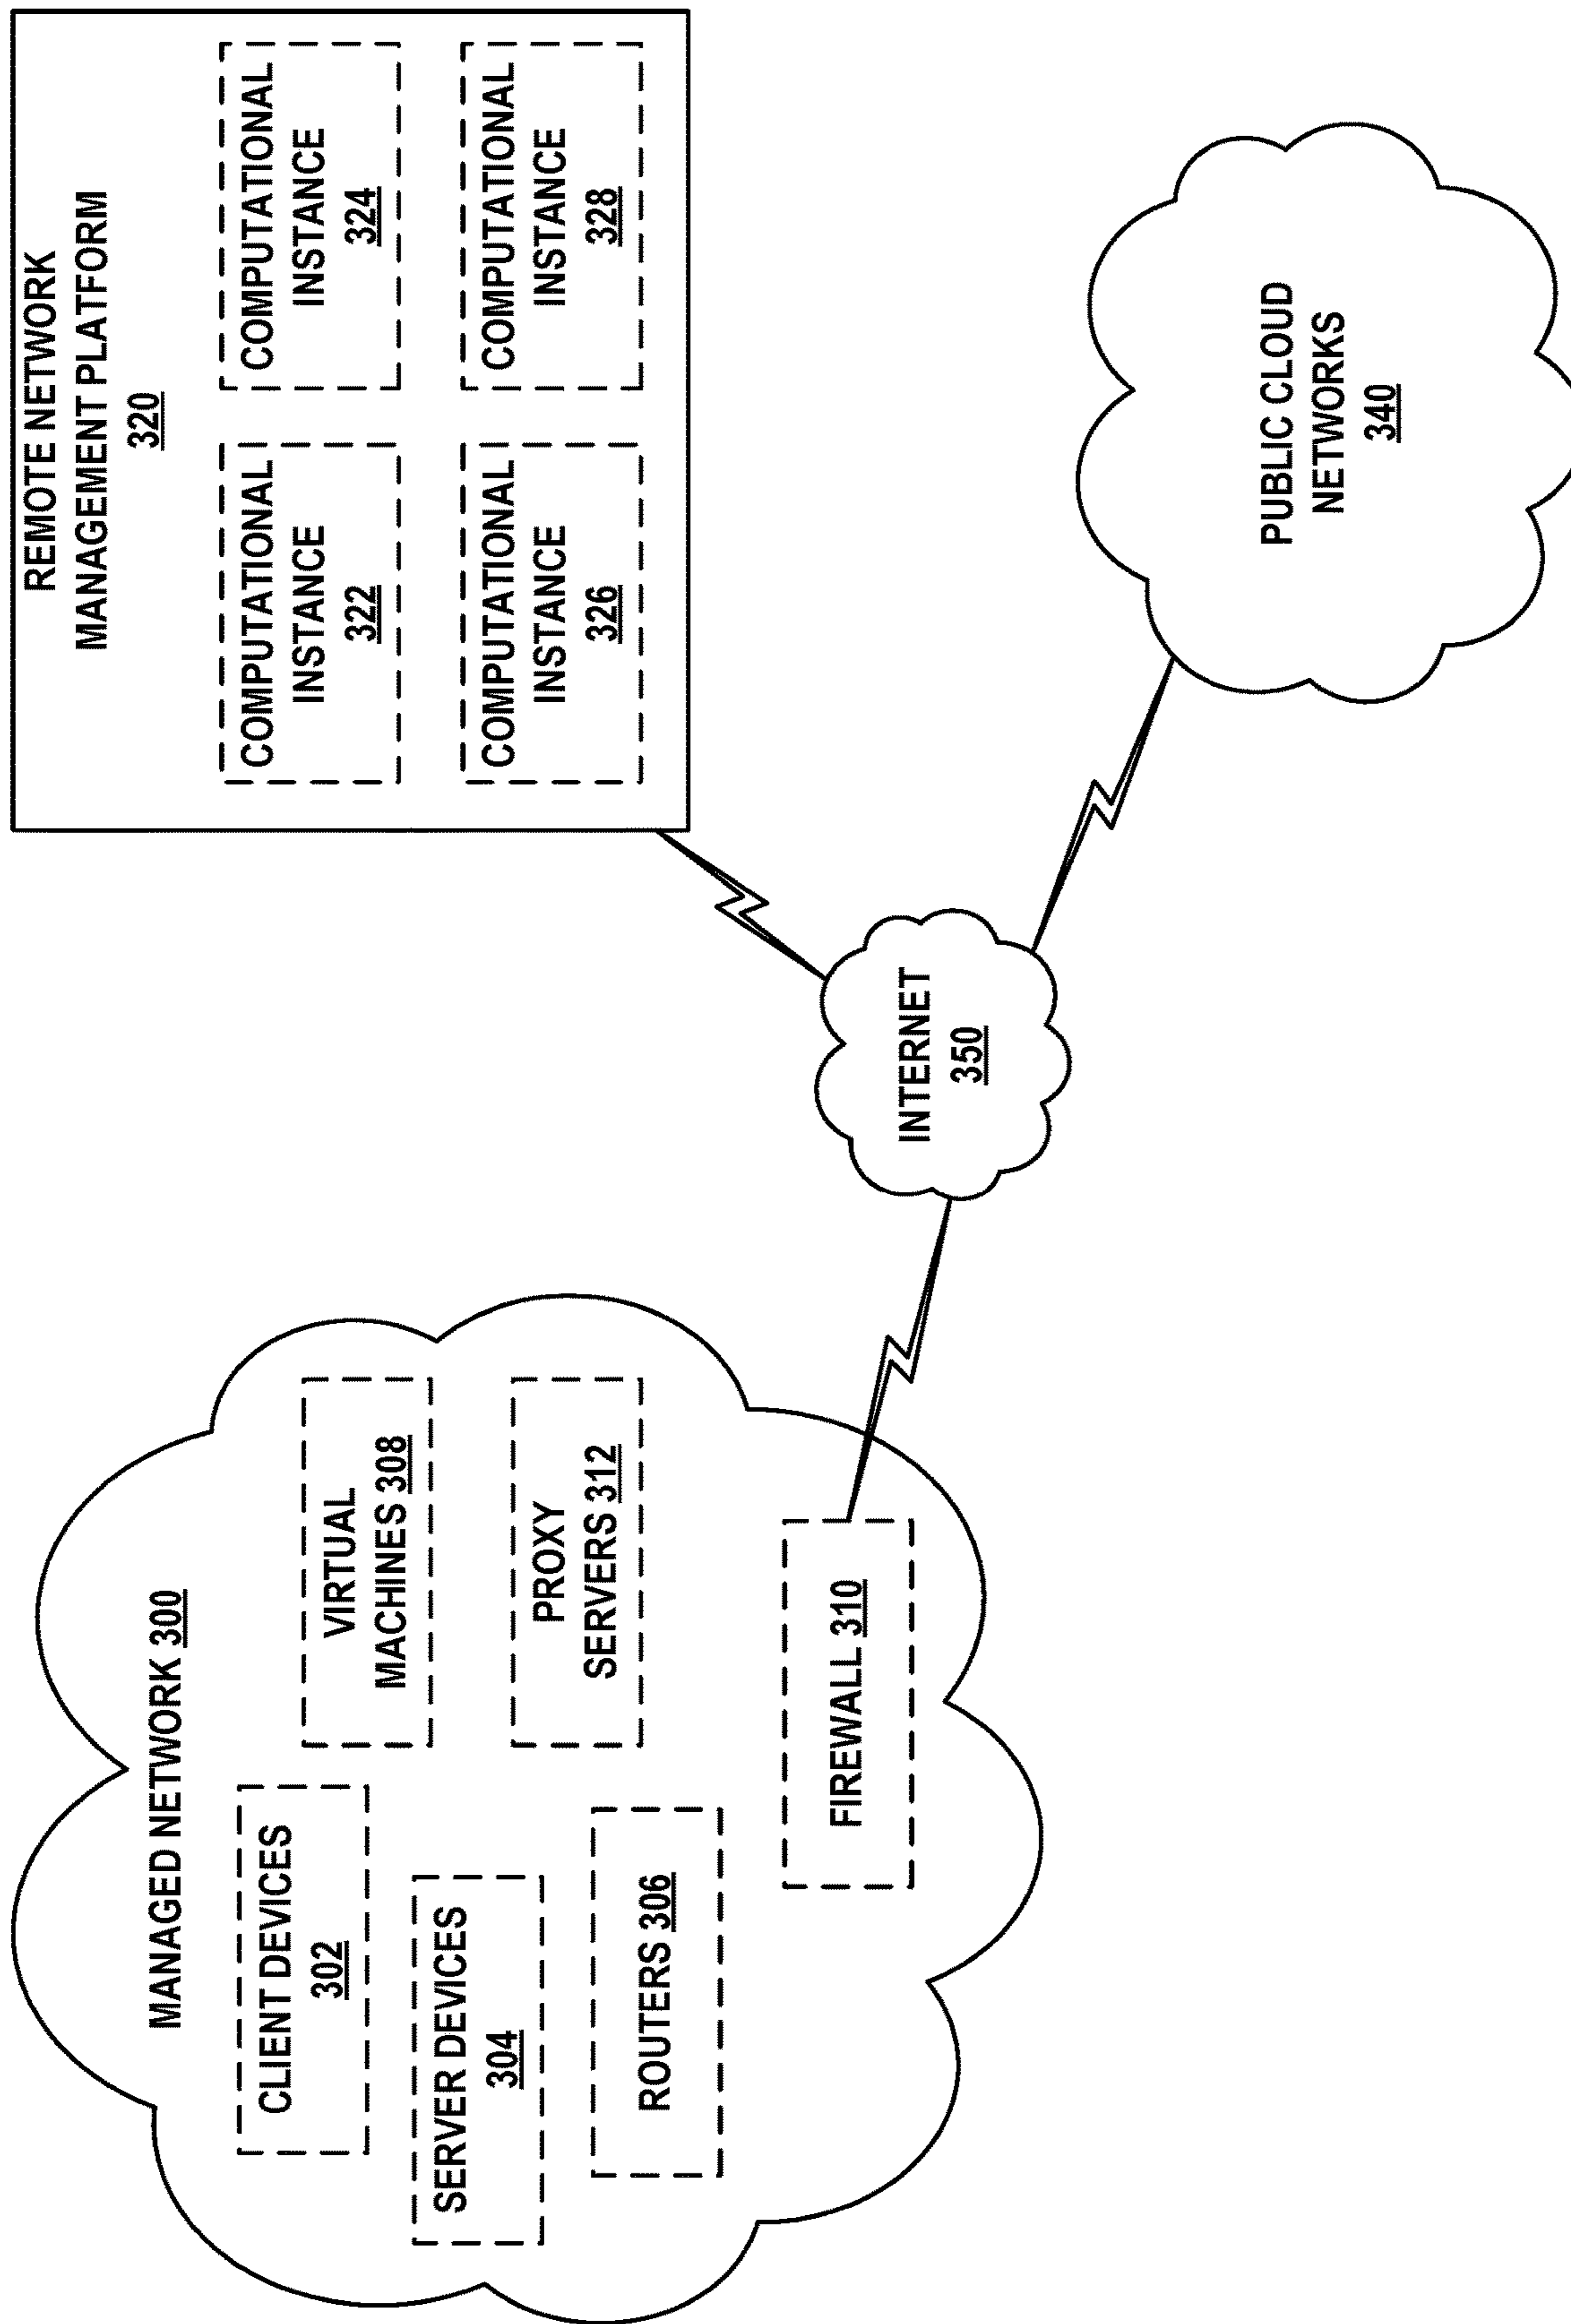 MANAGED NETWORK 300
CLIENT DEVICES
302
SERVER DEVICES
304
ROUTERS 306
VIRTUAL
MACHINES 308
PROXY
SERVERS 312
FIREWALL 310
INTERNET
350
REMOTE NETWORK
MANAGEMENT PLATFORM
320
COMPUTATIONAL
INSTANCE
322
COMPUTATIONAL
INSTANCE
324
COMPUTATIONAL
INSTANCE
326
COMPUTATIONAL
INSTANCE
328
PUBLIC CLOUD
NETWORKS
340